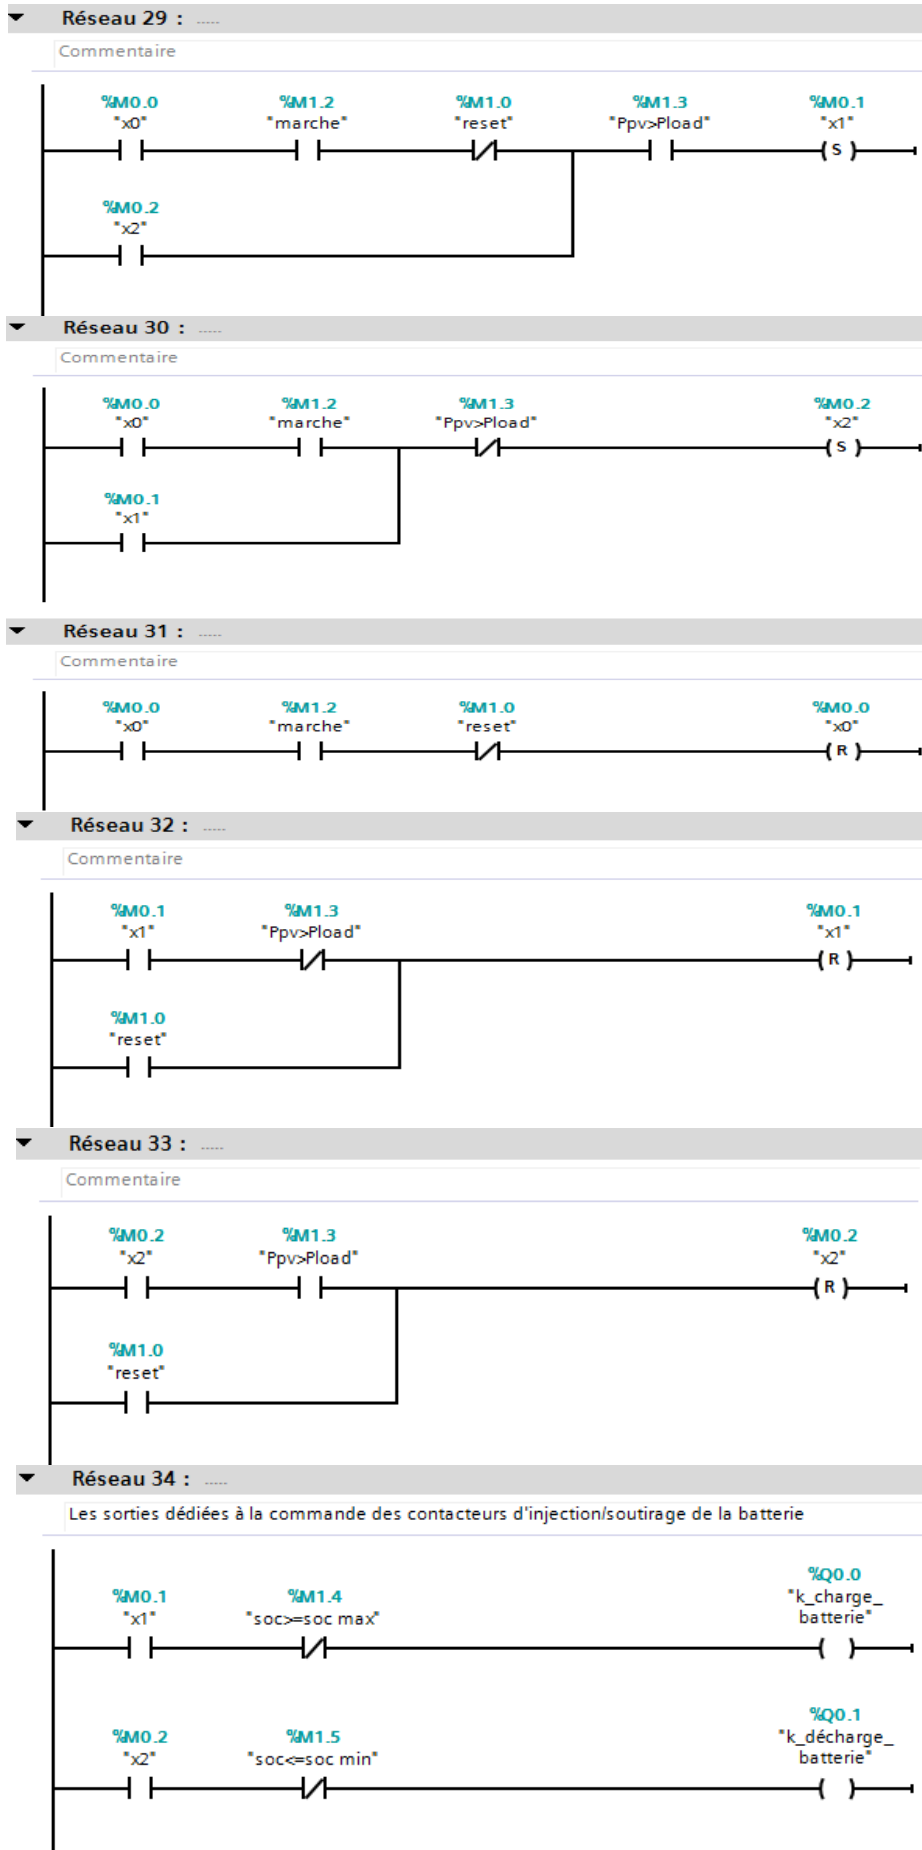 Réseau 29 : .....
Commentaire
%M0.0 %M1.2 %M1.0 %M1.3 %M0.1
"x0" "marche" "reset" "Ppv>Pload" "x1"
S
%M0.2
"x2"
Réseau 30 : .....
Commentaire
%M0.0 %M1.2 %M1.3 %M0.2
"x0" "marche" "Ppv>Pload" "x2"
S
%M0.1
"x1"
Réseau 31 : .....
Commentaire
%M0.0 %M1.2 %M1.0 %M0.0
"x0" "marche" "reset" "x0"
R
Réseau 32 : .....
Commentaire
%M0.1 %M1.3 %M0.1
"x1" "Ppv>Pload" "x1"
R
%M1.0
"reset"
Réseau 33 : .....
Commentaire
%M0.2 %M1.3 %M0.2
"x2" "Ppv>Pload" "x2"
R
%M1.0
"reset"
Réseau 34 : .....
Les sorties dédiées à la commande des contacteurs d'injection/soutirage de la batterie
%Q0.0
%M0.1 %M1.4 "k_charge_
"x1" "soc>=soc max" batterie"
%Q0.1
%M0.2 %M1.5 "k_décharge_
"x2" "soc<=soc min" batterie"